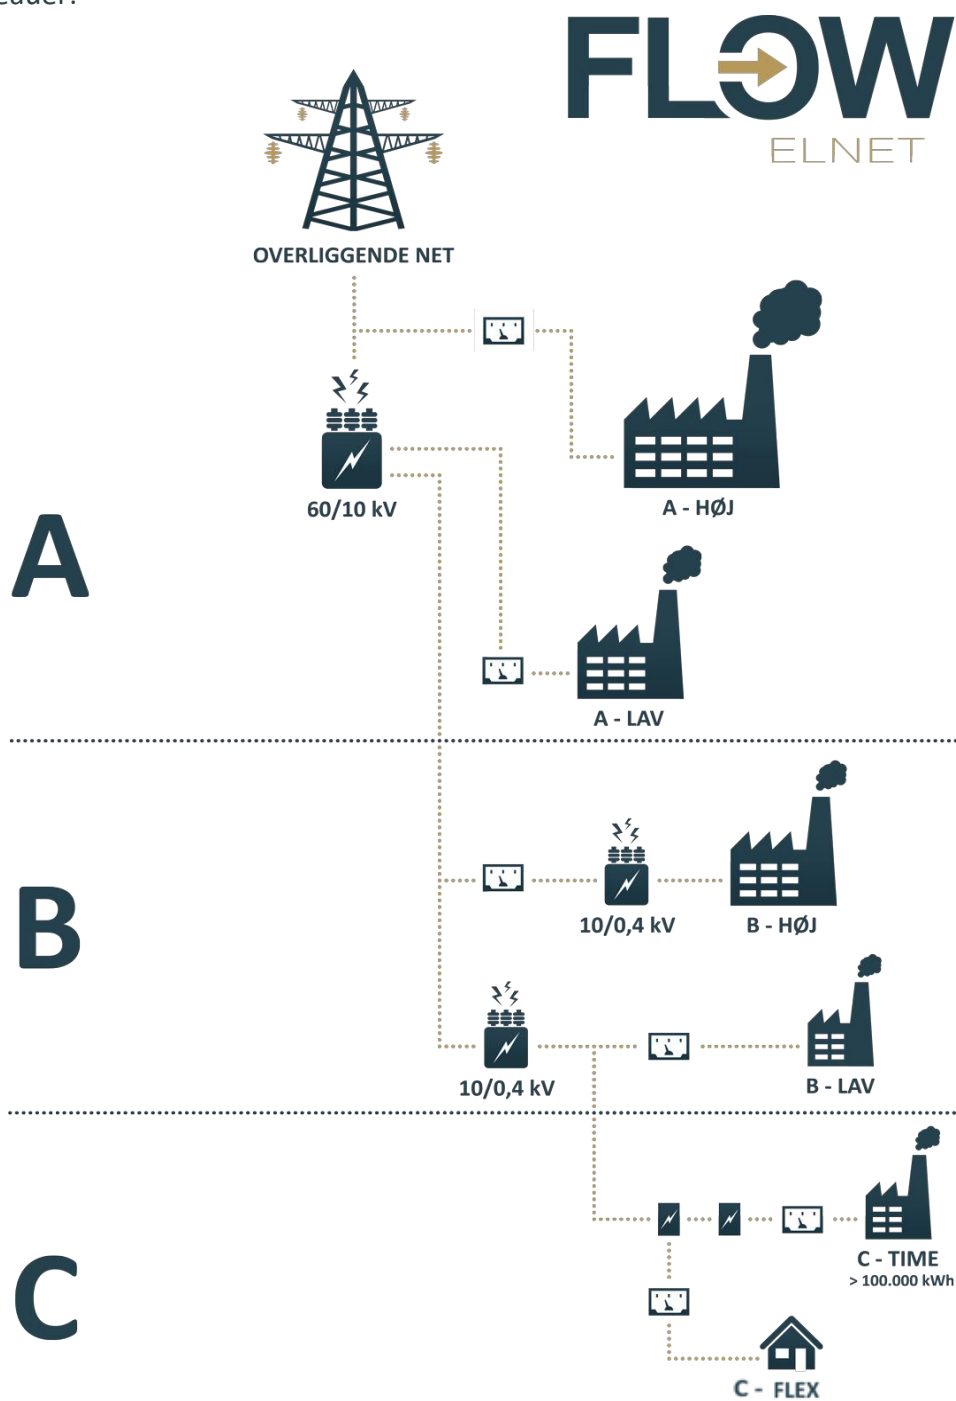 FLOW
ELNET
OVERLIGGENDE NET
60/10 kV
A - HØJ
A
A - LAV
10/0,4 kV
B - HØJ
B
10/0,4 kV
B - LAV
C - TIME
> 100.000 kWh
C
C - FLEX